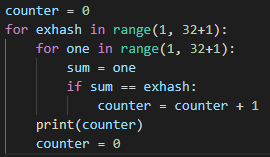 counter = 0
for exhash in range(1, 32+1):
    for one in range(1, 32+1):
        sum = one
        if sum == exhash:
            counter = counter + 1
    print(counter)
    counter = 0